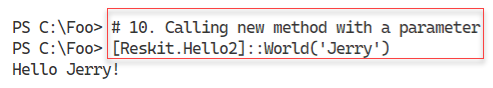 PS C:\Foo> # 10. Calling new method with a parameter
PS C:\Foo> [Reskit.Hello2]::World('Jerry')
Hello Jerry!